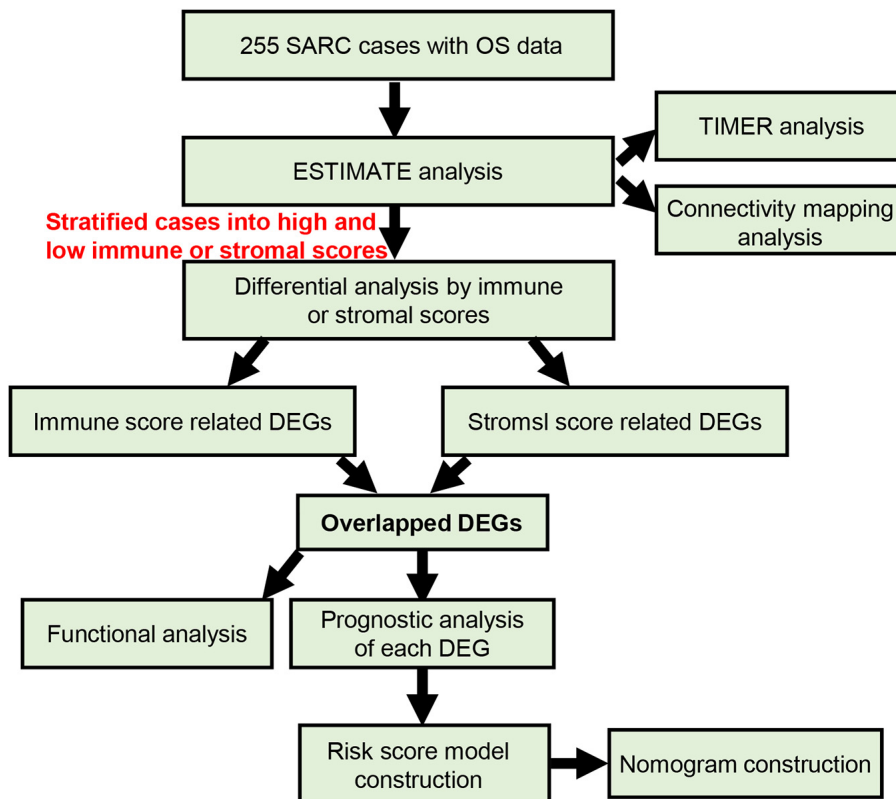 255 SARC cases with OS data
TIMER analysis
ESTIMATE analysis
Connectivity mapping
analysis
Stratified cases into high and
low immune or stromal scores
Differential analysis by immune
or stromal scores
Immune score related DEGs
Stromsl score related DEGs
Overlapped DEGs
Functional analysis
Prognostic analysis
of each DEG
Risk score model
construction
Nomogram construction